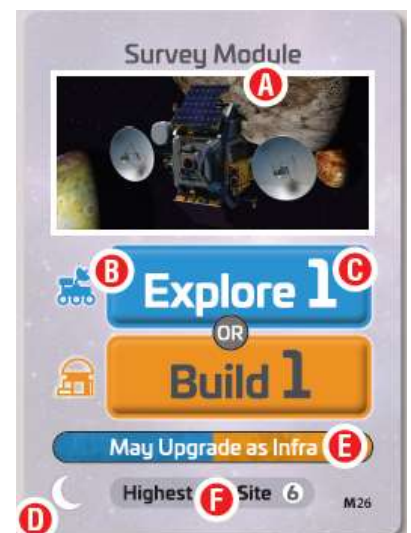 Survey Module
A
B Explore 1 C
OR
Build 1
May Upgrade as Infra E
D Highest F Site 6 M26